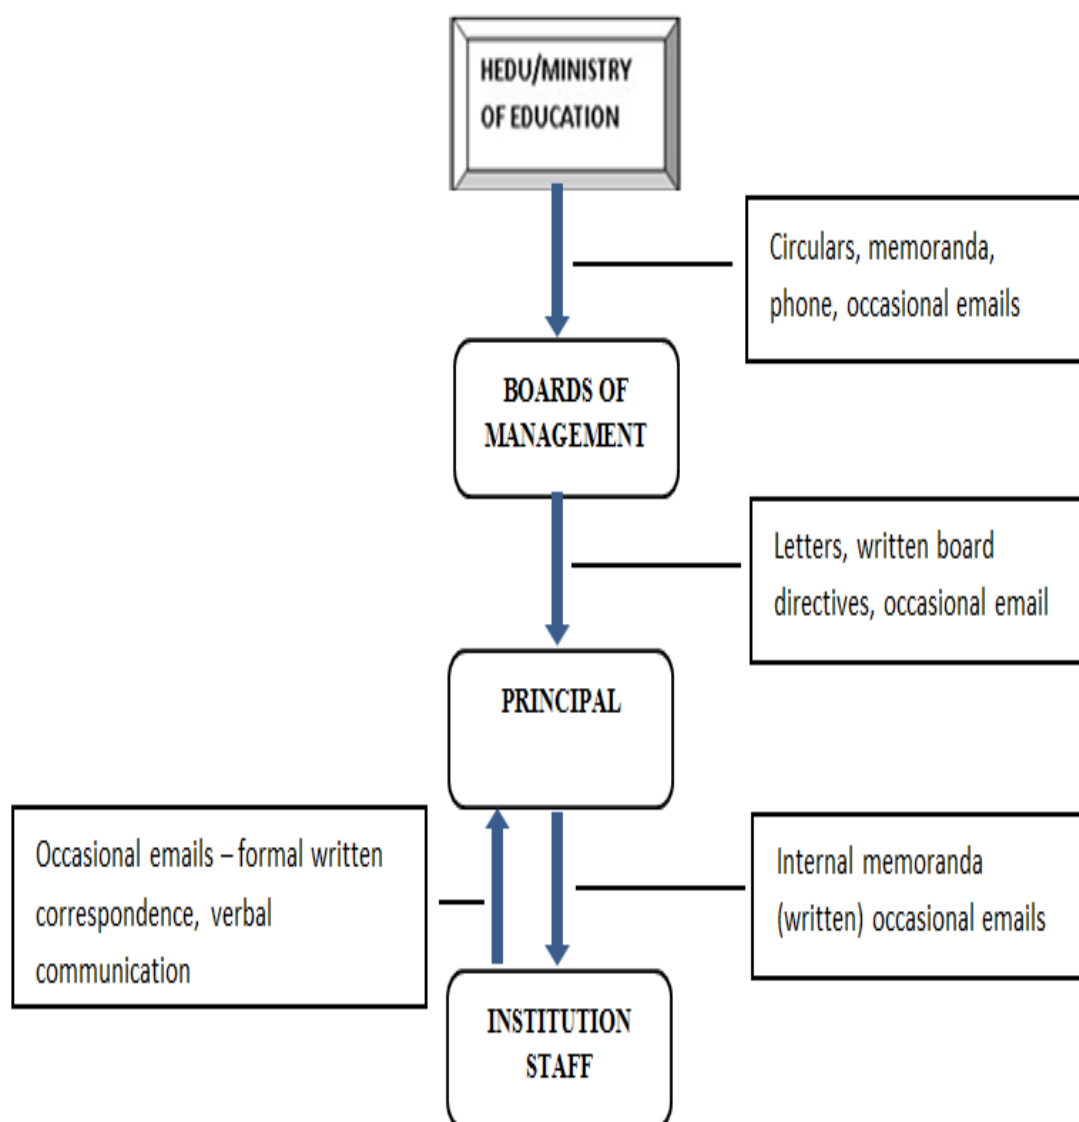 HEDU/MINISTRY
OF EDUCATION
Circulars, memoranda,
phone, occasional emails
BOARDS OF
MANAGEMENT
Letters, written board
directives, occasional email
PRINCIPAL
Occasional emails – formal written
correspondence, verbal
communication
Internal memoranda
(written) occasional emails
INSTITUTION
STAFF